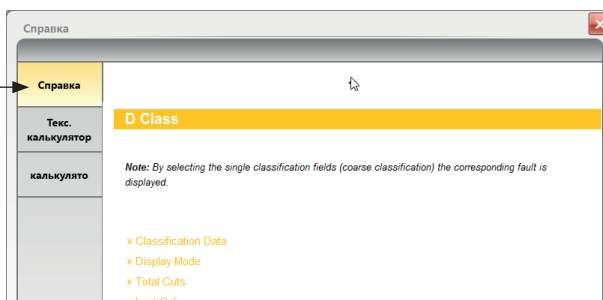 Справка
Справка
Текс.
калькулятор
калькулято
D Class
Note: By selecting the single classification fields (coarse classification) the corresponding fault is
displayed.
» Classification Data
» Display Mode
» Total Cuts